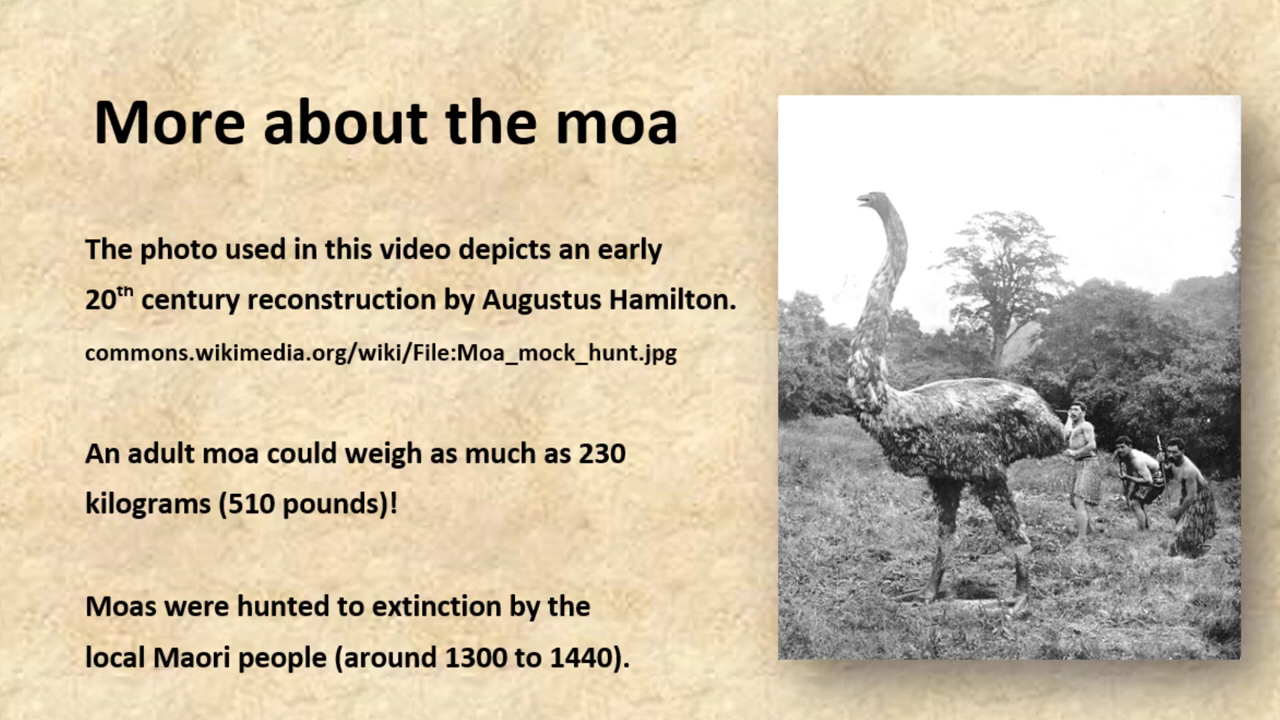 More about the moa
The photo used in this video depicts an early
20th century reconstruction by Augustus Hamilton.
commons.wikimedia.org/wiki/File:Moa_mock_hunt.jpg
An adult moa could weigh as much as 230
kilograms (510 pounds)!
Moas were hunted to extinction by the
local Maori people (around 1300 to 1440).